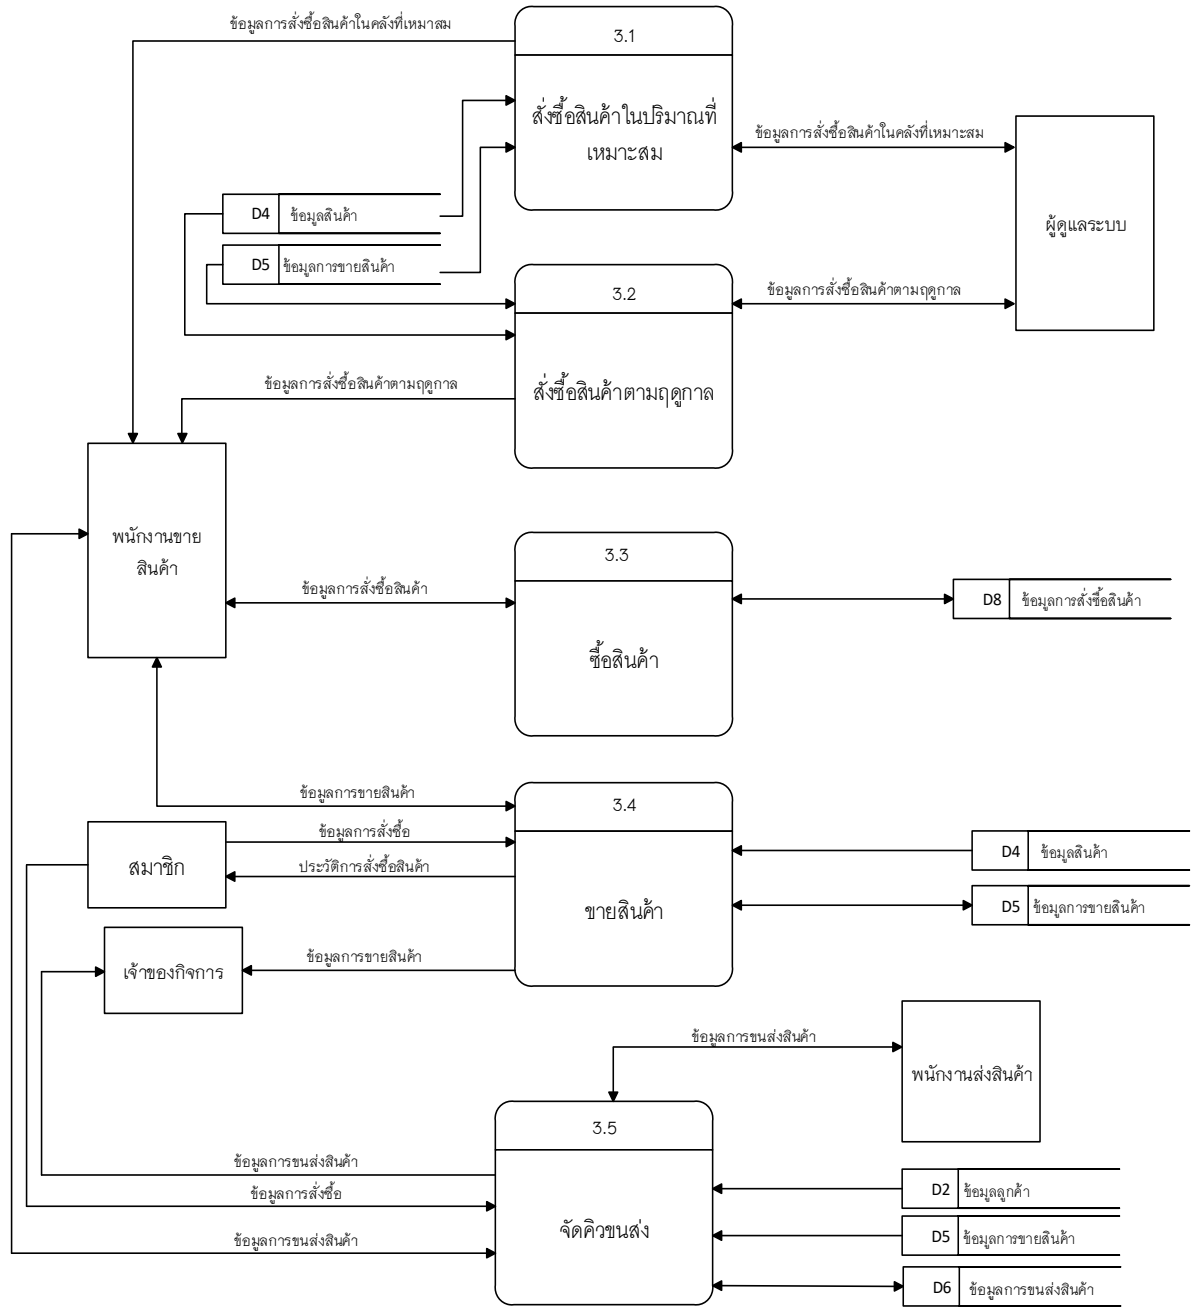 ข้อมูลการสั่งซื้อสินค้าในคลังที่เหมาสม
3.1
สั่งซื้อสินค้าในปริมาณที่
เหมาะสม
ข้อมูลการสั่งซื้อสินค้าในคลังที่เหมาะสม
ผู้ดูแลระบบ
D4 ข้อมูลสินค้า
D5 ข้อมูลการขายสินค้า
3.2
ข้อมูลการสั่งซื้อสินค้าตามฤดูกาล
สั่งซื้อสินค้าตามฤดูกาล
ข้อมูลการสั่งซื้อสินค้าตามฤดูกาล
พนักงานขาย
สินค้า
3.3
ข้อมูลการสั่งซื้อสินค้า
ซื้อสินค้า
D8 ข้อมูลการสั่งซื้อสินค้า
ข้อมูลการขายสินค้า
3.4
ข้อมูลการสั่งซื้อ
สมาชิก
ประวัติการสั่งซื้อสินค้า
ขายสินค้า
D4 ข้อมูลสินค้า
D5 ข้อมูลการขายสินค้า
ข้อมูลการขายสินค้า
เจ้าของกิจการ
ข้อมูลการขนส่งสินค้า
พนักงานส่งสินค้า
3.5
ข้อมูลการขนส่งสินค้า
ข้อมูลการสั่งซื้อ
ข้อมูลการขนส่งสินค้า
จัดคิวขนส่ง
D2 ข้อมูลลูกค้า
D5 ข้อมูลการขายสินค้า
D6 ข้อมูลการขนส่งสินค้า